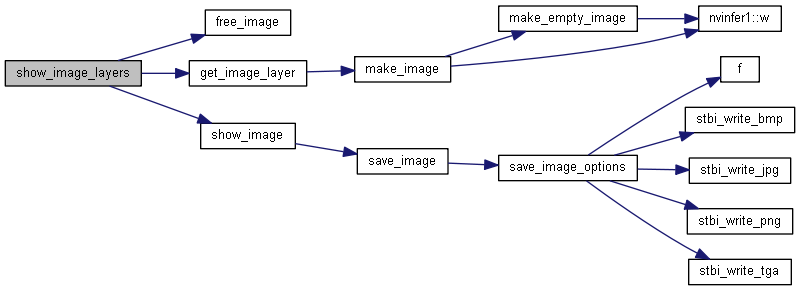 show_image_layers
free_image
get_image_layer
show_image
make_image
save_image
make_empty_image
save_image_options
nvinfer1::w
f
stbi_write_bmp
stbi_write_jpg
stbi_write_png
stbi_write_tga